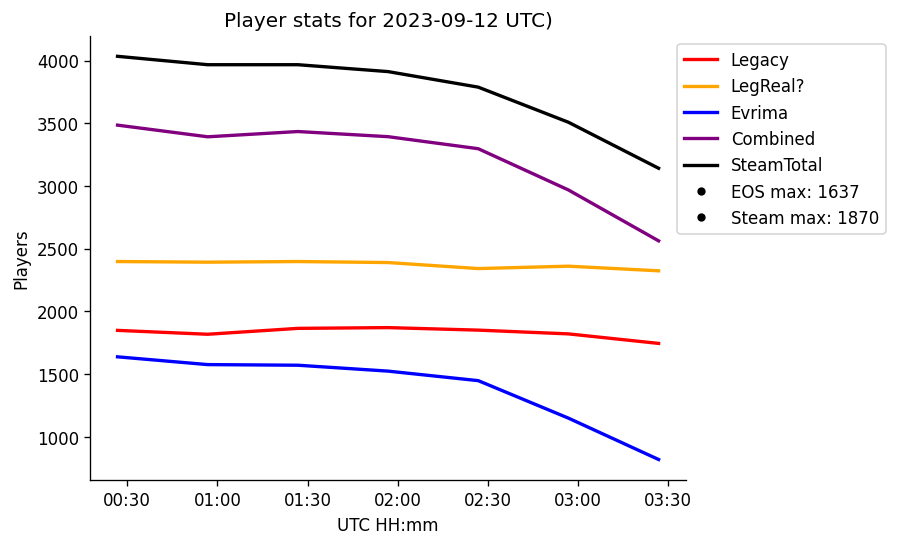 Player stats for 2023-09-12 UTC)
Legacy
LegReal?
Evrima
Combined
SteamTotal
EOS max: 1637
Steam max: 1870
Players
4000
3500
3000
2500
2000
1500
1000
00:30 01:00 01:30 02:00 02:30 03:00 03:30
UTC HH:mm